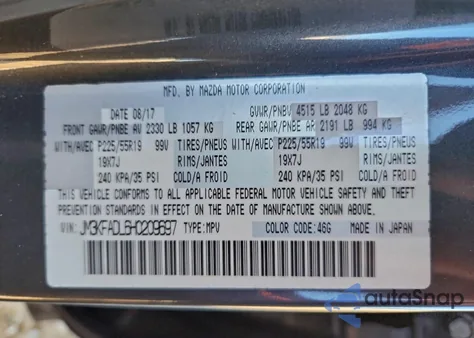 MFD. BY MAZDA MOTOR CORPORATION
DATE 08/17 GVWR/PNBV 4515 LB 2048 KG
FRONT GAWR/PNBE AV 2330 LB 1057 KG REAR GAWR/PNBE AR 2191 LB 994 KG
WITH/AVEC P225/55R19 99V TIRES/PNEUS WITH/AVEC P225/55R19 99V TIRES/PNEUS
19X7J RIMS/JANTES 19X7J RIMS/JANTES
240 KPA/35 PSI COLD/A FROID 240 KPA/35 PSI COLD/A FROID
THIS VEHICLE CONFORMS TO ALL APPLICABLE FEDERAL MOTOR VEHICLE SAFETY AND THEFT
PREVENTION STANDARDS IN EFFECT ON THE DATE OF MANUFACTURE SHOWN ABOVE.
VIN: JM3KFADL6H0209697 TYPE: MPV COLOR CODE: 46G MADE IN JAPAN
autoSnap